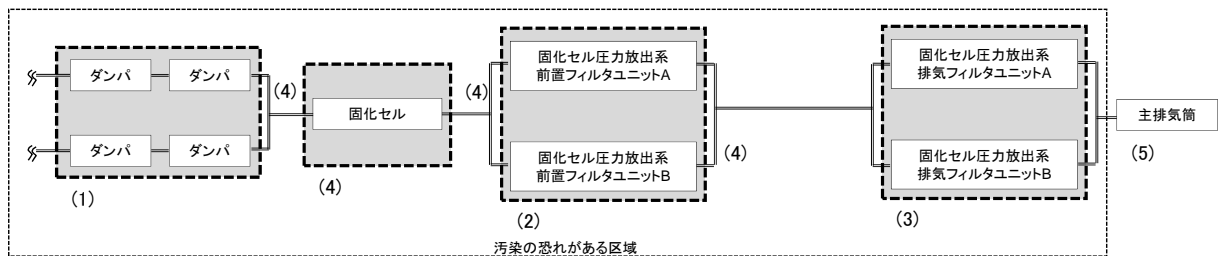 ダンパ
ダンパ
(4)
ダンパ
ダンパ
(1)
固化セル
(4)
(4)
固化セル圧力放出系
前置フィルタユニットA
固化セル圧力放出系
前置フィルタユニットB
(4)
(2)
固化セル圧力放出系
排気フィルタユニットA
固化セル圧力放出系
排気フィルタユニットB
(3)
主排気筒
(5)
汚染の恐れがある区域